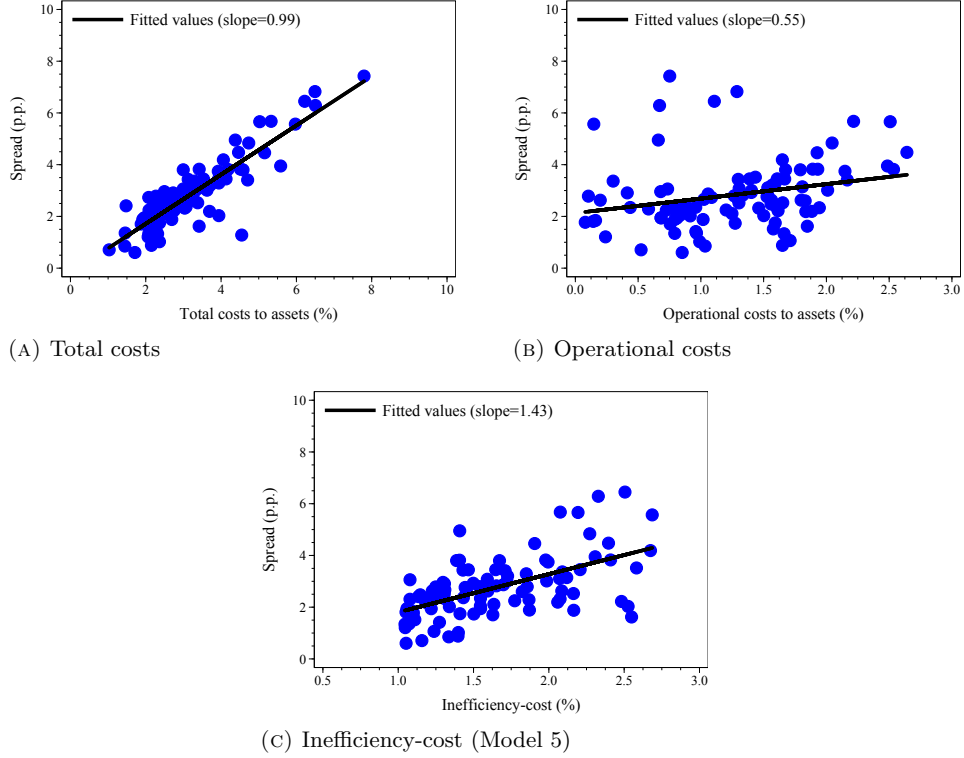 Fitted values (slope=0.99)
Spread (p.p.)
10
8
6
4
2
0
0 2 4 6 8 10
Total costs to assets (%)
(A) Total costs
Fitted values (slope=0.55)
Spread (p.p.)
10
8
6
4
2
0
0.0 0.5 1.0 1.5 2.0 2.5 3.0
Operational costs to assets (%)
(B) Operational costs
Fitted values (slope=1.43)
Spread (p.p.)
10
8
6
4
2
0
0.5 1.0 1.5 2.0 2.5 3.0
Inefficiency-cost (%)
(C) Inefficiency-cost (Model 5)